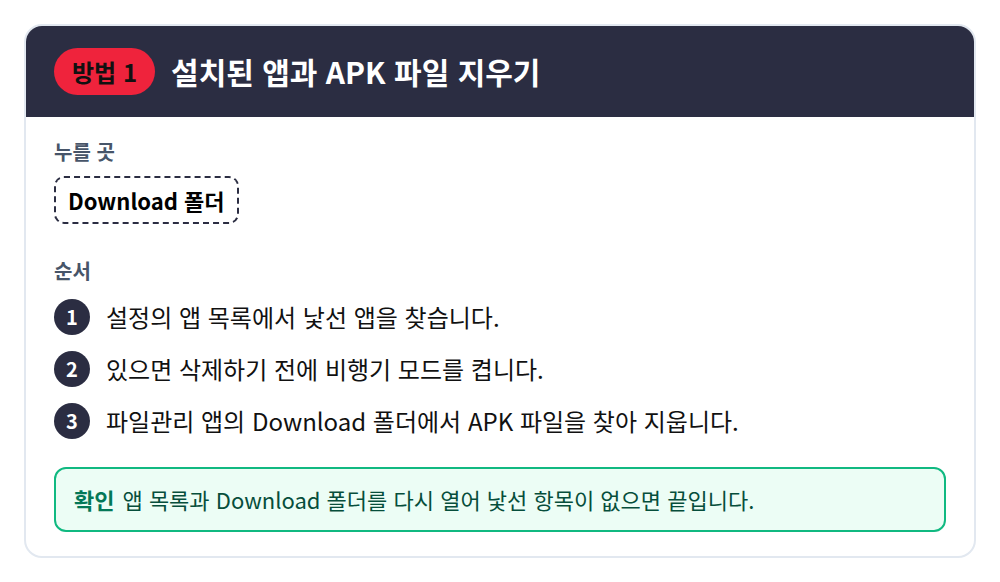 방법 1 설치된 앱과 APK 파일 지우기
누를 곳
Download 폴더
순서
1 설정의 앱 목록에서 낯선 앱을 찾습니다.
2 있으면 삭제하기 전에 비행기 모드를 켭니다.
3 파일관리 앱의 Download 폴더에서 APK 파일을 찾아 지웁니다.
확인 앱 목록과 Download 폴더를 다시 열어 낯선 항목이 없으면 끝입니다.